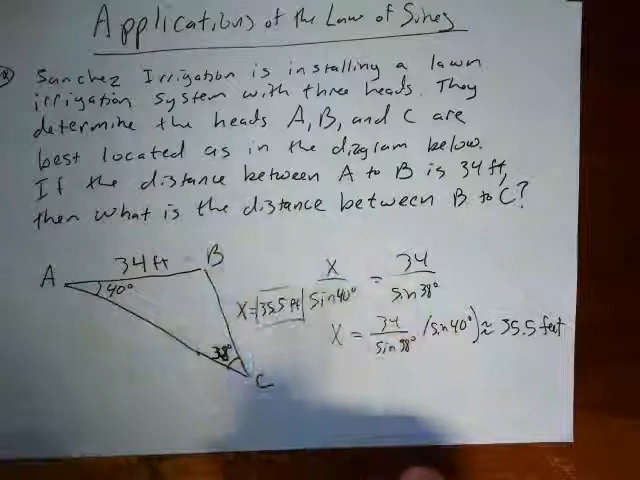 Applications of the Law of Sines
Sanchez Irrigation is installing a lawn
irrigation system with three heads. They
determine the heads A, B, and C are
best located as in the diagram below.
If the distance between A to B is 34 ft,
then what is the distance between B to C?
A 34 ft B
40°
38°
C
X/sin 40° = 34/sin 38°
X = 35.5 ft
X = 34/sin 38° (sin 40°) ≈ 35.5 feet